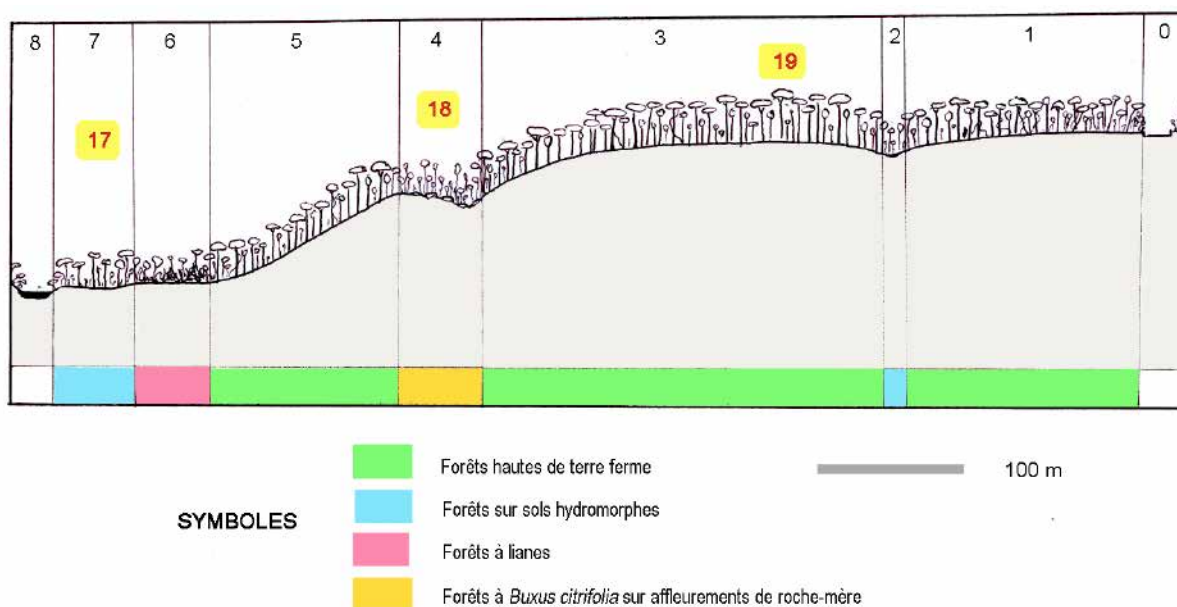 8 7 6 5 4 3 2 1 0
19
18
17
Forêts hautes de terre ferme
100 m
Forêts sur sols hydromorphes
SYMBOLES
Forêts à lianes
Forêts à Buxus citrifolia sur affleurements de roche-mère